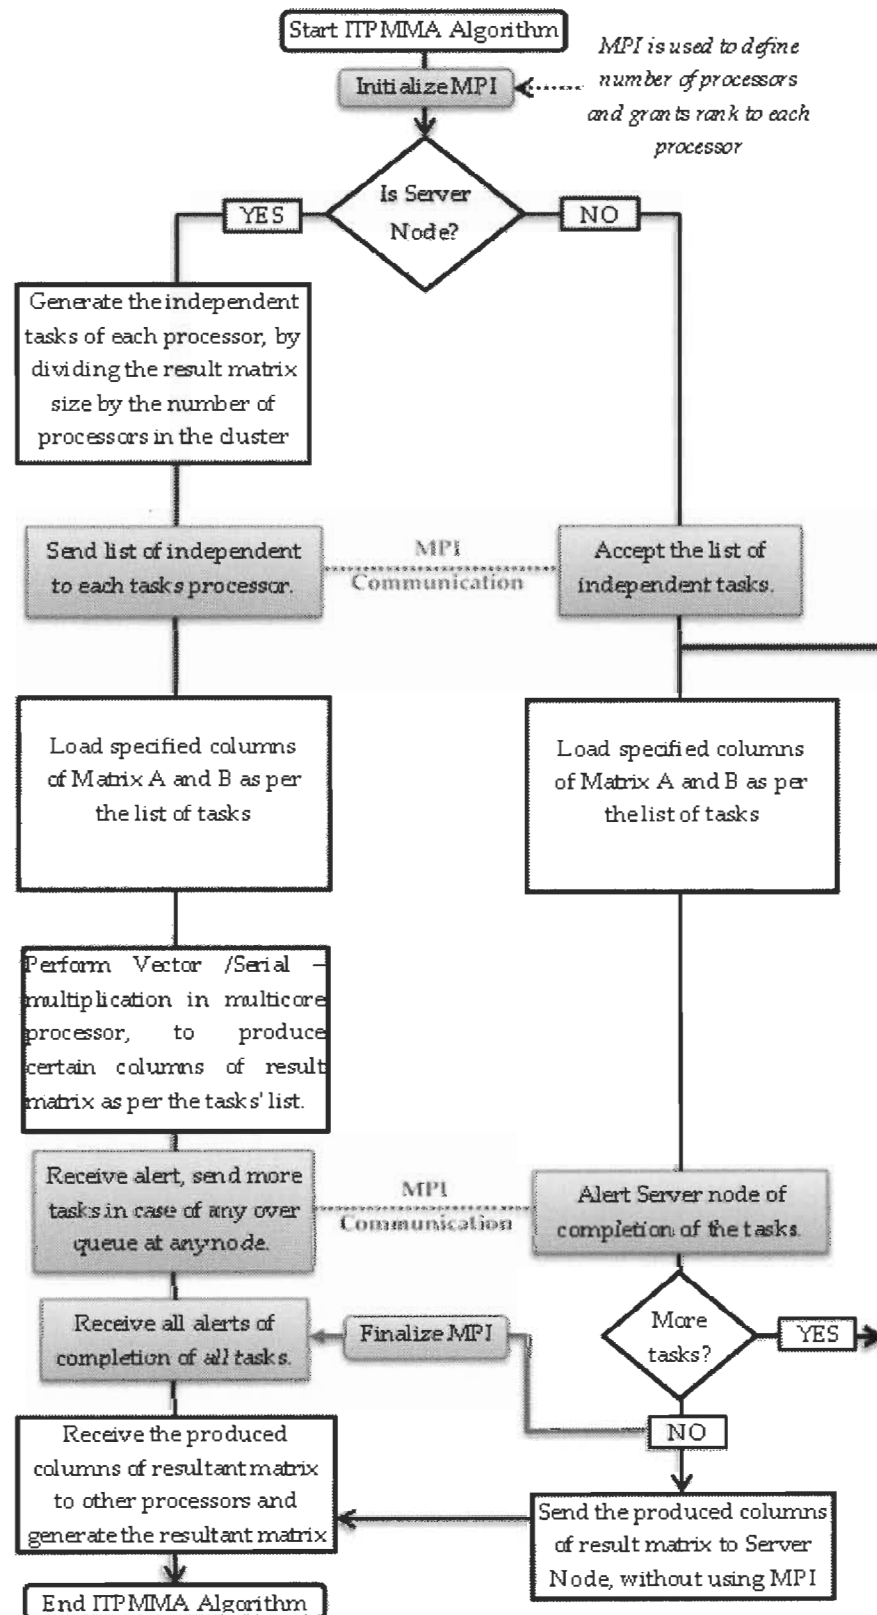 Start ITPMMA Algorithm
Initialize MPI
MPI is used to define
number of processors
and grants rank to each
processor
Is Server
Node?
YES
NO
Generate the independent
tasks of each processor, by
dividing the result matrix
size by the number of
processors in the cluster
Send list of independent
to each tasks processor.
MPI
Communication
Accept the list of
independent tasks.
Load specified columns
of Matrix A and B as per
the list of tasks
Load specified columns
of Matrix A and B as per
the list of tasks
Perform Vector /Serial –
multiplication in multicore
processor, to produce
certain columns of result
matrix as per the tasks' list.
Receive alert, send more
tasks in case of any over
queue at any node.
MPI
Communication
Alert Server node of
completion of the tasks.
Receive all alerts of
completion of all tasks.
Finalize MPI
More
tasks?
YES
NO
Receive the produced
columns of resultant matrix
to other processors and
generate the resultant matrix
Send the produced columns
of result matrix to Server
Node, without using MPI
End ITPMMA Algorithm